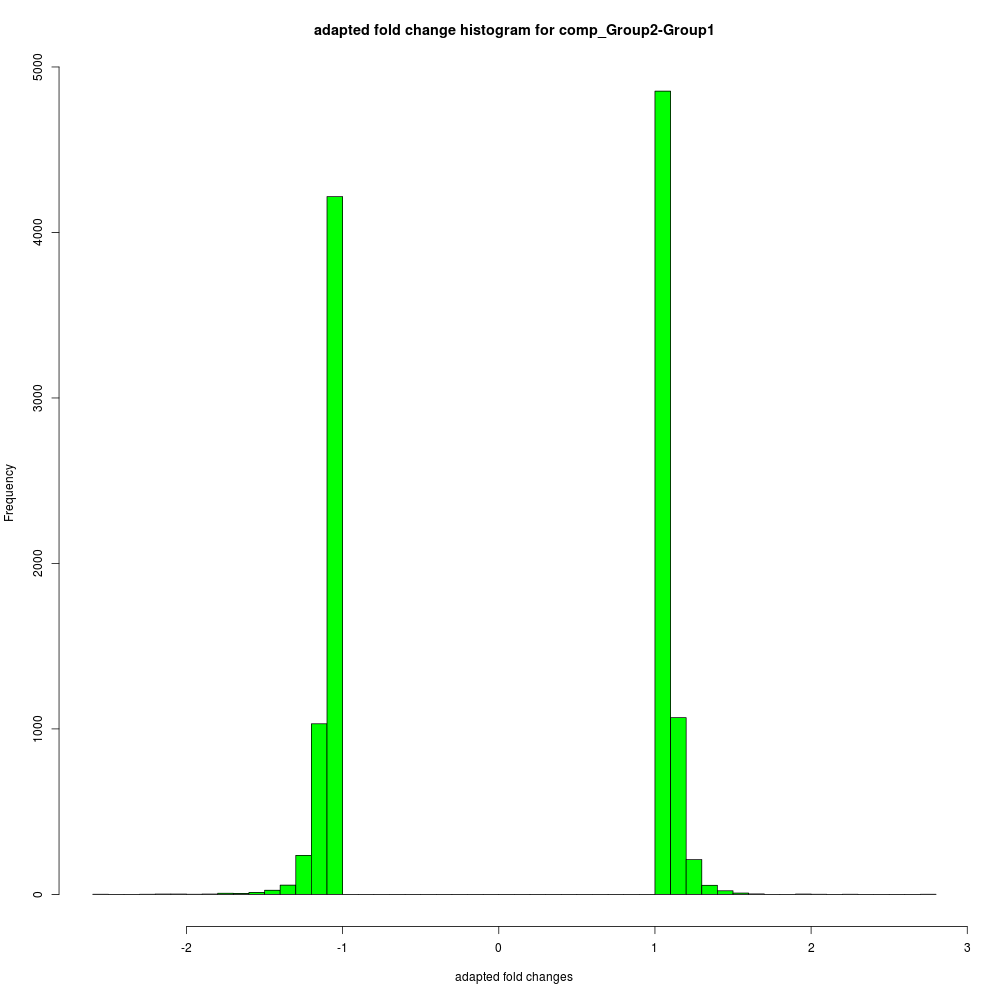 adapted fold change histogram for comp_Group2-Group1
5000
4000
3000
2000
1000
0
Frequency
-2 -1 0 1 2 3
adapted fold changes